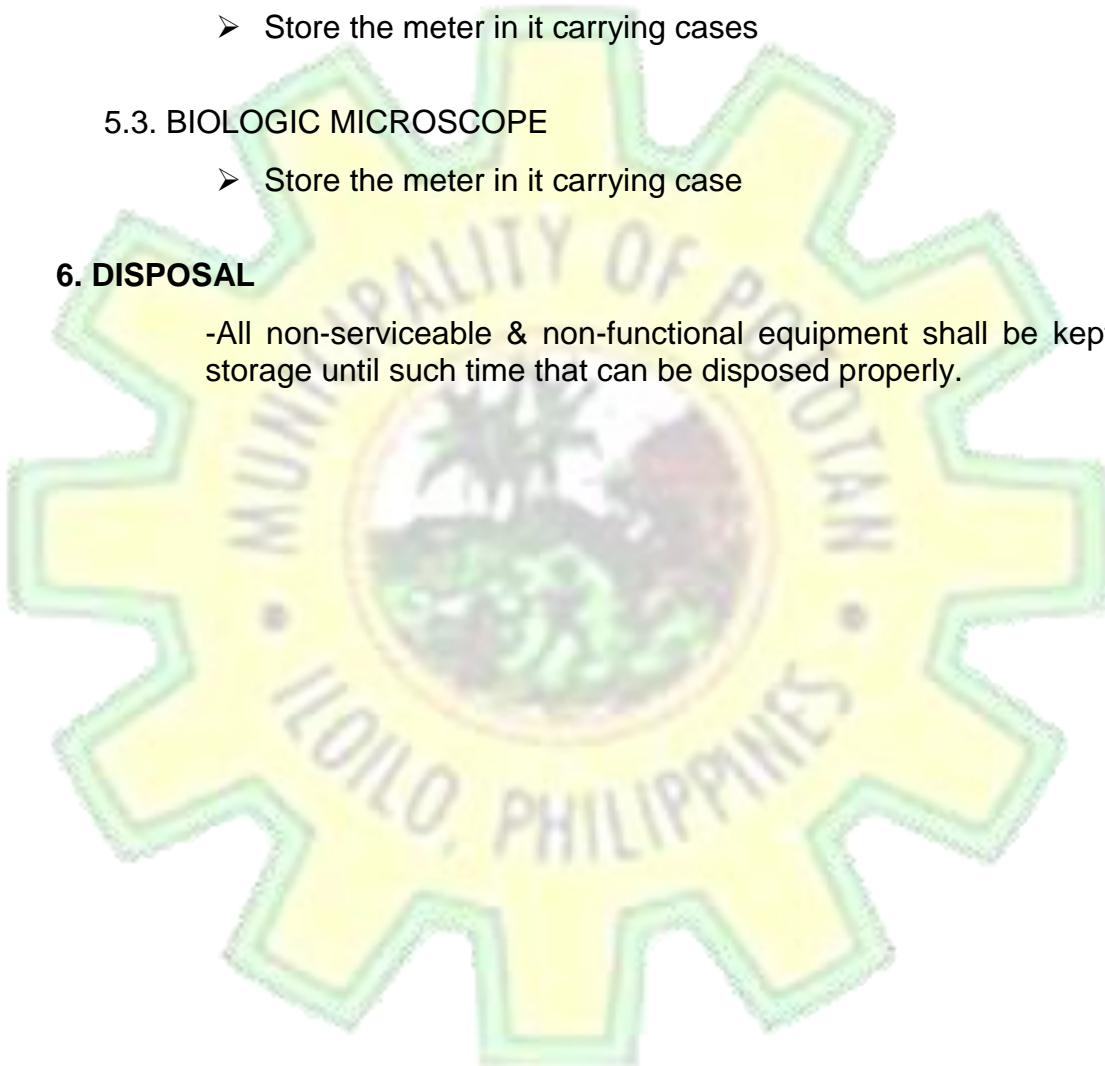 ➢ Store the meter in it carrying cases
5.3. BIOLOGIC MICROSCOPE
➢ Store the meter in it carrying case
6. DISPOSAL
-All non-serviceable & non-functional equipment shall be kep
storage until such time that can be disposed properly.
MUNICIPALITY OF POTOTAN
• ILOILO, PHILIPPINES •